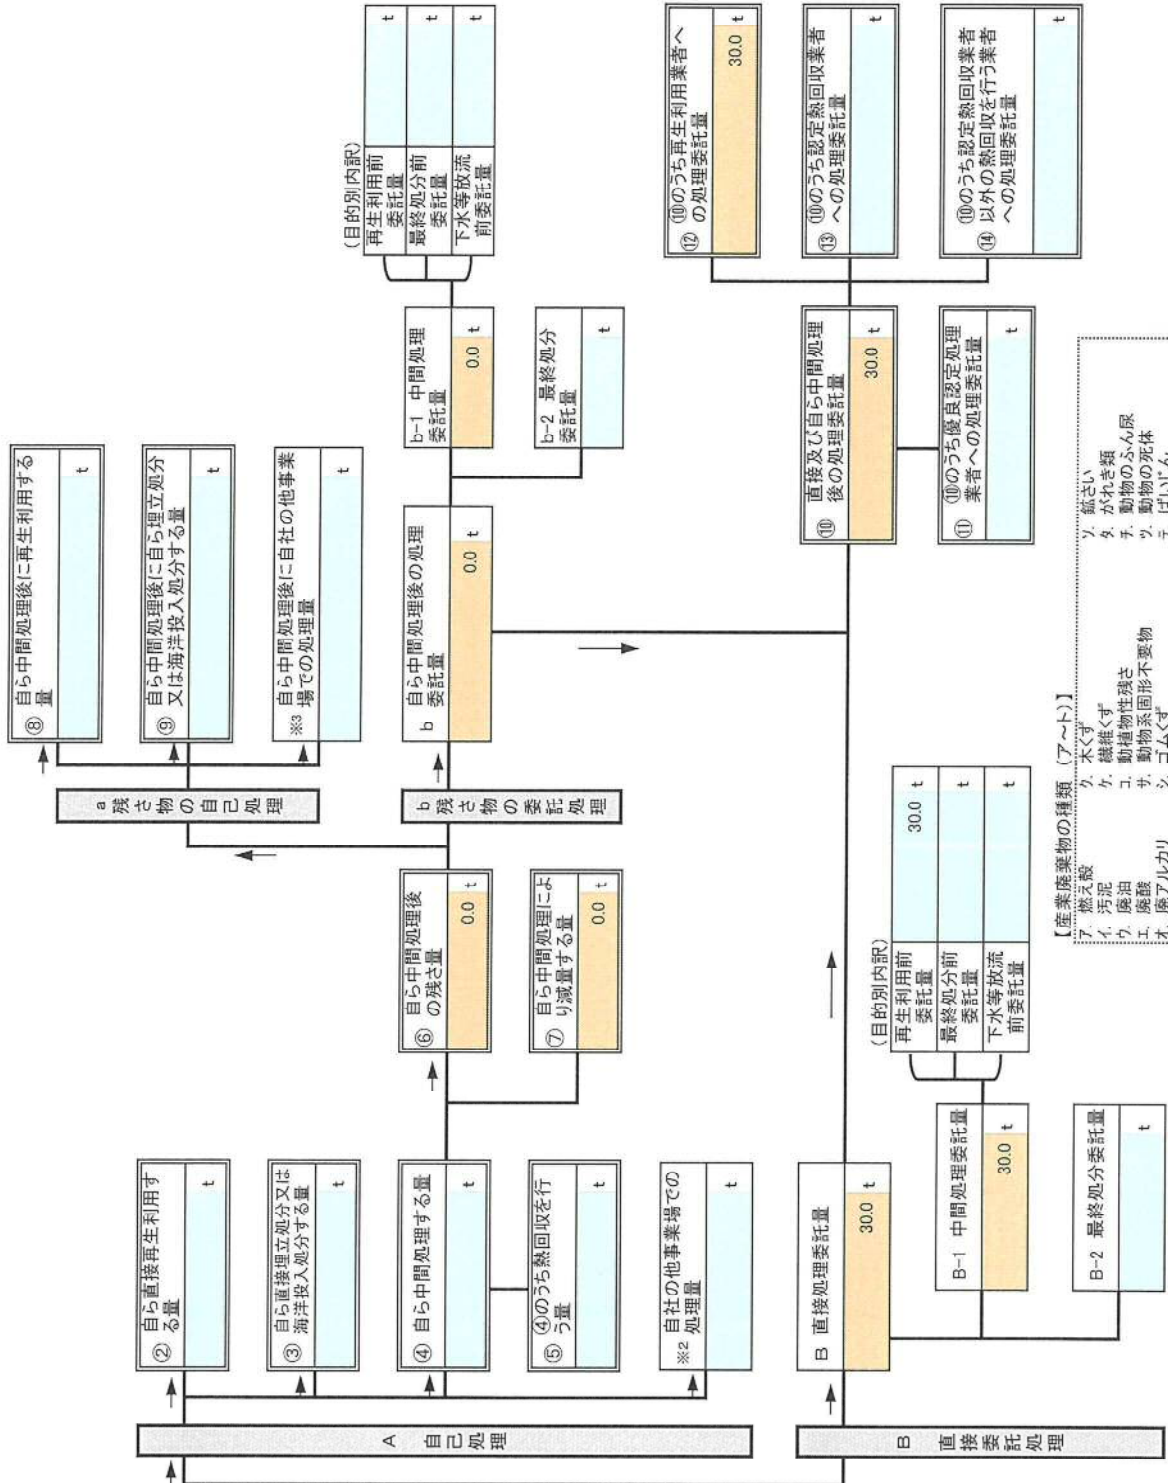 A 自己処理
② 自ら直接再生利用す
る量
t
③ 自ら直接埋立処分又は
海洋投入処分する量
t
④ 自ら中間処理する量
t
⑤ ④のうち熱回収を行
う量
t
※2 自社の他事業場での
処理量
t
⑥ 自ら中間処理後
の残さ量
0.0 t
⑦ 自ら中間処理によ
り減量する量
0.0 t
a 残さ物の自己処理
⑧ 自ら中間処理後に再生利用する
量
t
⑨ 自ら中間処理後に自ら埋立処分
又は海洋投入処分する量
t
※3 自ら中間処理後に自社の他事業
場での処理量
t
b 残さ物の委託処理
b 自ら中間処理後の処理
委託量
0.0 t
b-1 中間処理
委託量
0.0 t
b-2 最終処分
委託量
t
(目的別内訳)
再生利用前
委託量
t
最終処分前
委託量
t
下水等放流
前委託量
t
B 直接委託処理
B 直接処理委託量
30.0 t
B-1 中間処理委託量
30.0 t
B-2 最終処分委託量
t
(目的別内訳)
再生利用前
委託量
30.0 t
最終処分前
委託量
t
下水等放流
前委託量
t
⑩ 直接及び自ら中間処理
後の処理委託量
30.0 t
⑪ ⑩のうち優良認定処理
業者への処理委託量
t
⑫ ⑩のうち再生利用業者へ
の処理委託量
30.0 t
⑬ ⑩のうち認定熱回収業者
への処理委託量
t
⑭ ⑩のうち認定熱回収業者
以外の熱回収を行う業者
への処理委託量
t
【産業廃棄物の種類 (ア～ト)】
ア. 燃え殻 ク. 木くず ソ. 鉱さい
イ. 汚泥 ケ. 繊維くず タ. がれき類
ウ. 廃油 コ. 動植物性残さ チ. 動物のふん尿
エ. 廃酸 サ. 動物系固形不要物 ツ. 動物の死体
オ. 廃アルカリ シ. ゴムくず テ. ばいじん